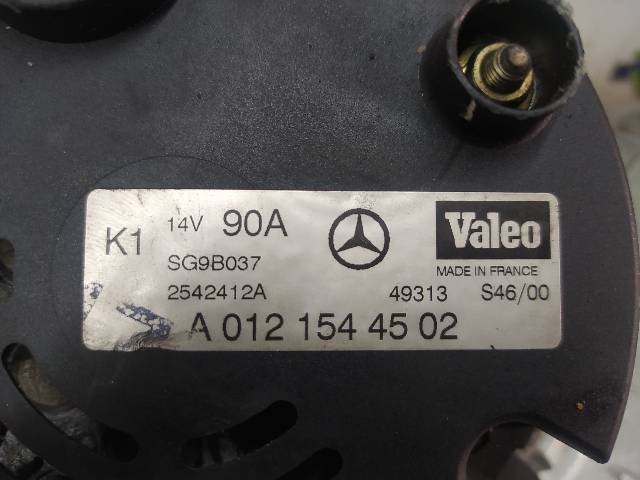 K1 14V 90A Valeo
MADE IN FRANCE
SG9B037
2542412A 49313 S46/00
A 012 154 45 02